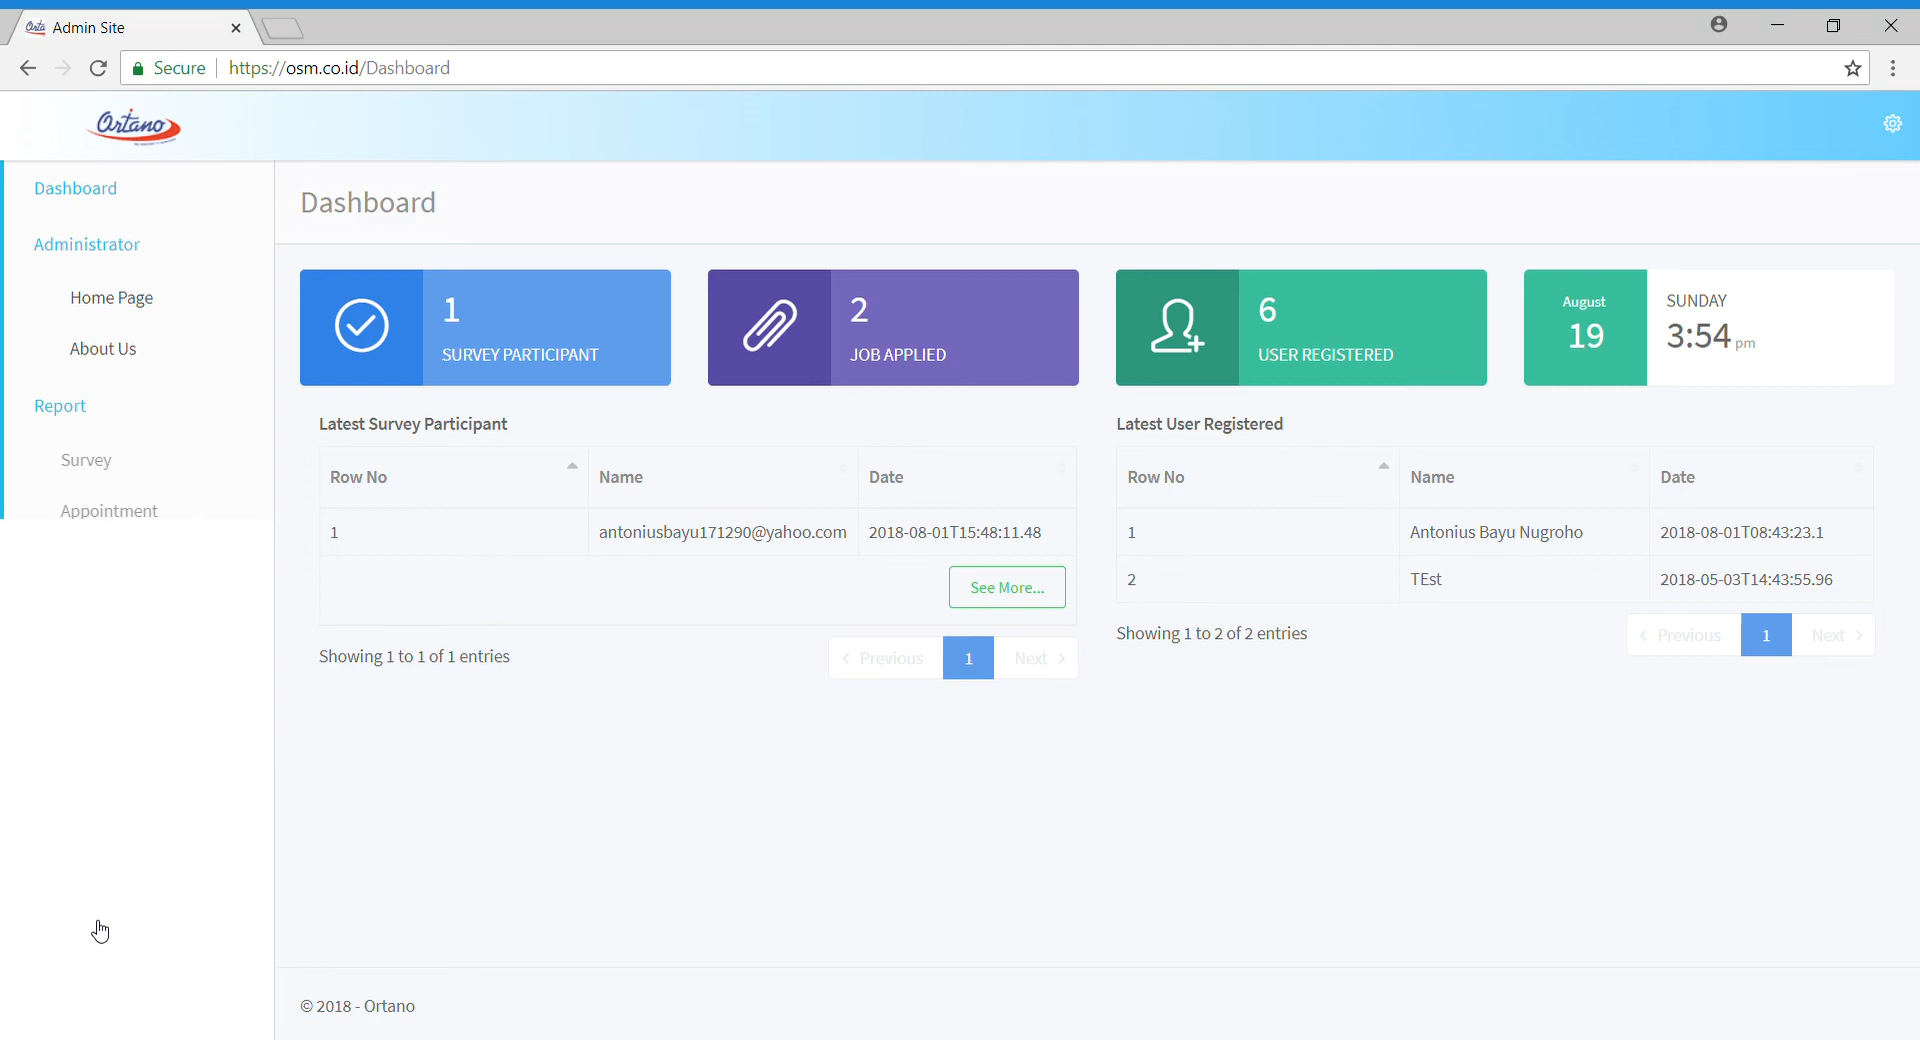 Orta Admin Site
Secure https://osm.co.id/Dashboard
Ortano
Dashboard
Administrator
Home Page
About Us
Report
Survey
Appointment
Dashboard
1
SURVEY PARTICIPANT
2
JOB APPLIED
6
USER REGISTERED
August
19
SUNDAY
3:54 pm
Latest Survey Participant
Row No Name Date
1 antoniusbayu171290@yahoo.com 2018-08-01T15:48:11.48
See More...
Showing 1 to 1 of 1 entries
Previous 1 Next
Latest User Registered
Row No Name Date
1 Antonius Bayu Nugroho 2018-08-01T08:43:23.1
2 TEst 2018-05-03T14:43:55.96
Showing 1 to 2 of 2 entries
Previous 1 Next
© 2018 - Ortano